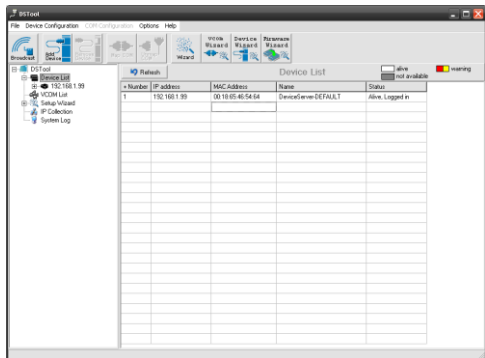 DSTool
File Device Configuration COM Configuration Options Help
Broadcast
Add Device
Wizard
Vcom Wizard
Device Wizard
Firmware Wizard
DSTool
Device List
192.168.1.99
VCOM List
Setup Wizard
IP Collection
System Log
Refresh
Device List
alive
not available
warning
Number IP address MAC Address Name Status
1 192.168.1.99 00:18:65:46:54:64 DeviceServer-DEFAULT Alive, Logged in